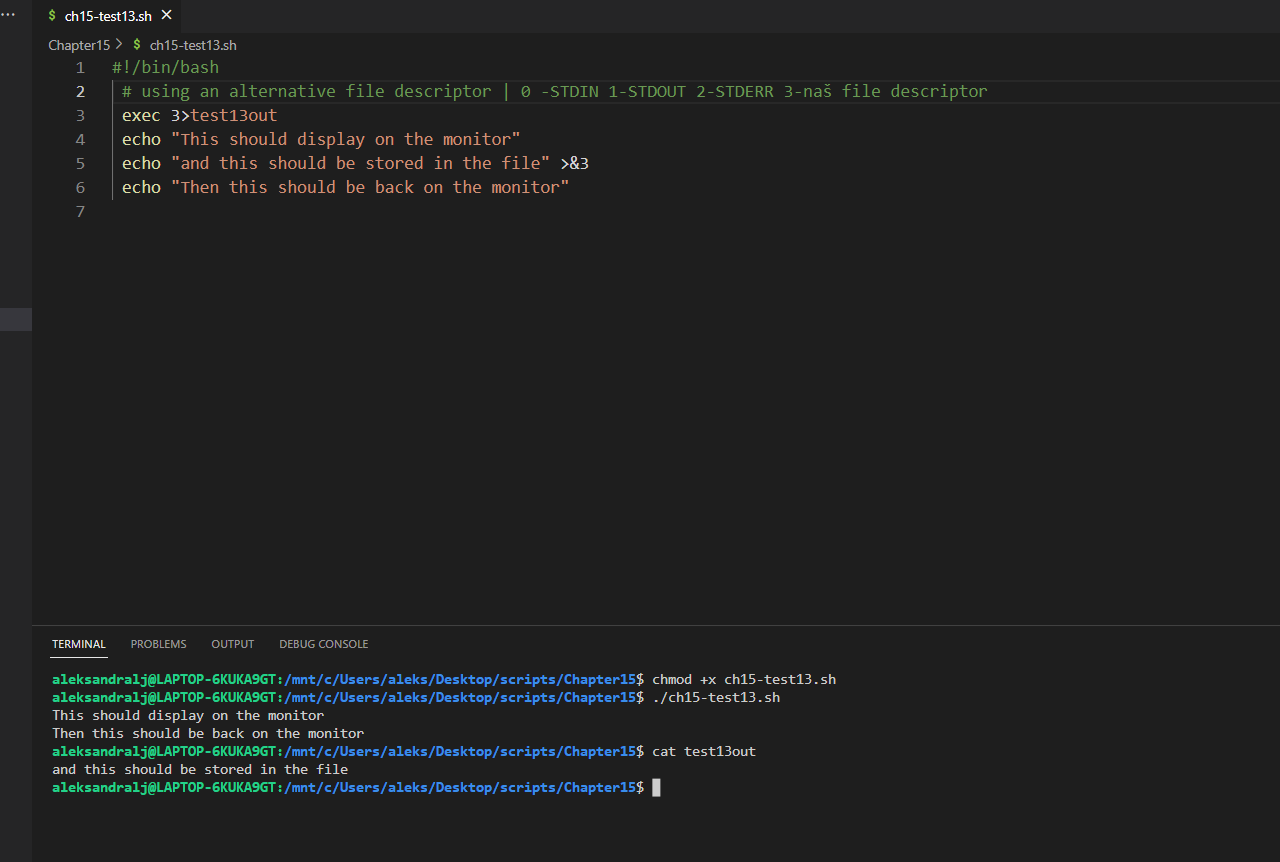 ...
$ ch15-test13.sh ×
Chapter15 > $ ch15-test13.sh
1 #!/bin/bash
2 # using an alternative file descriptor | 0 -STDIN 1-STDOUT 2-STDERR 3-naš file descriptor
3 exec 3>test13out
4 echo "This should display on the monitor"
5 echo "and this should be stored in the file" >&3
6 echo "Then this should be back on the monitor"
7
TERMINAL PROBLEMS OUTPUT DEBUG CONSOLE
aleksandralj@LAPTOP-6KUKA9GT:/mnt/c/Users/aleks/Desktop/scripts/Chapter15$ chmod +x ch15-test13.sh
aleksandralj@LAPTOP-6KUKA9GT:/mnt/c/Users/aleks/Desktop/scripts/Chapter15$ ./ch15-test13.sh
This should display on the monitor
Then this should be back on the monitor
aleksandralj@LAPTOP-6KUKA9GT:/mnt/c/Users/aleks/Desktop/scripts/Chapter15$ cat test13out
and this should be stored in the file
aleksandralj@LAPTOP-6KUKA9GT:/mnt/c/Users/aleks/Desktop/scripts/Chapter15$